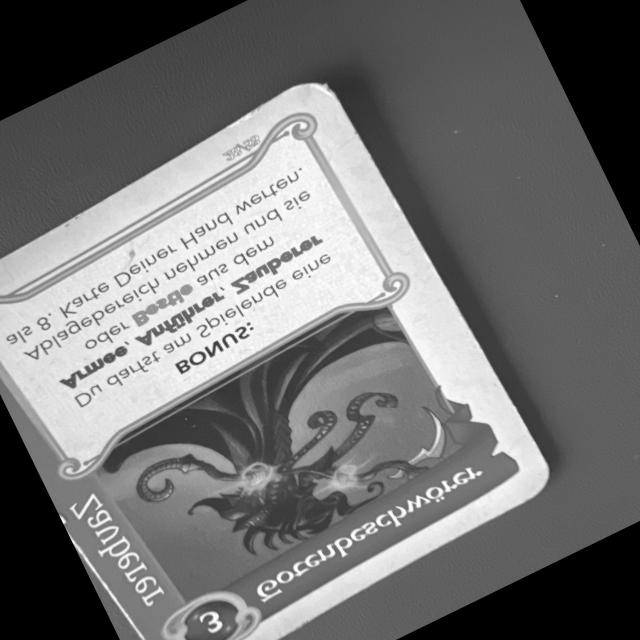 3
Totenbeschwörer
Zauberer
BONUS:
Du darfst am Spielende eine
Armee, Anführer, Zauberer
oder Bestie aus dem
Ablagebereich nehmen und sie
als 8. Karte Deiner Hand werten.